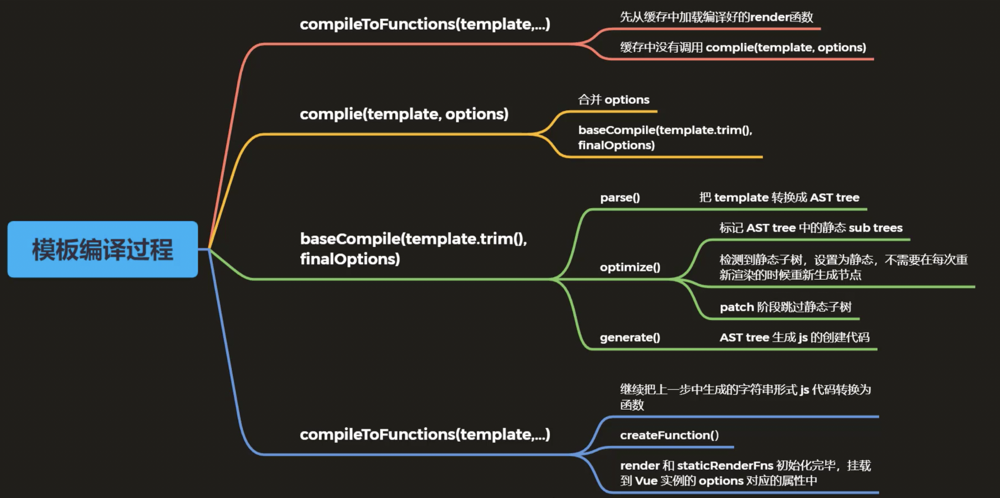 模板编译过程
compileToFunctions(template,...)
先从缓存中加载编译好的render函数
缓存中没有调用 complie(template, options)
complie(template, options)
合并 options
baseCompile(template.trim(),
finalOptions)
baseCompile(template.trim(),
finalOptions)
parse()
把 template 转换成 AST tree
optimize()
标记 AST tree 中的静态 sub trees
检测到静态子树，设置为静态，不需要在每次重
新渲染的时候重新生成节点
patch 阶段跳过静态子树
generate()
AST tree 生成 js 的创建代码
compileToFunctions(template,...)
继续把上一步中生成的字符串形式 js 代码转换为
函数
createFunction()
render 和 staticRenderFns 初始化完毕，挂载
到 Vue 实例的 options 对应的属性中